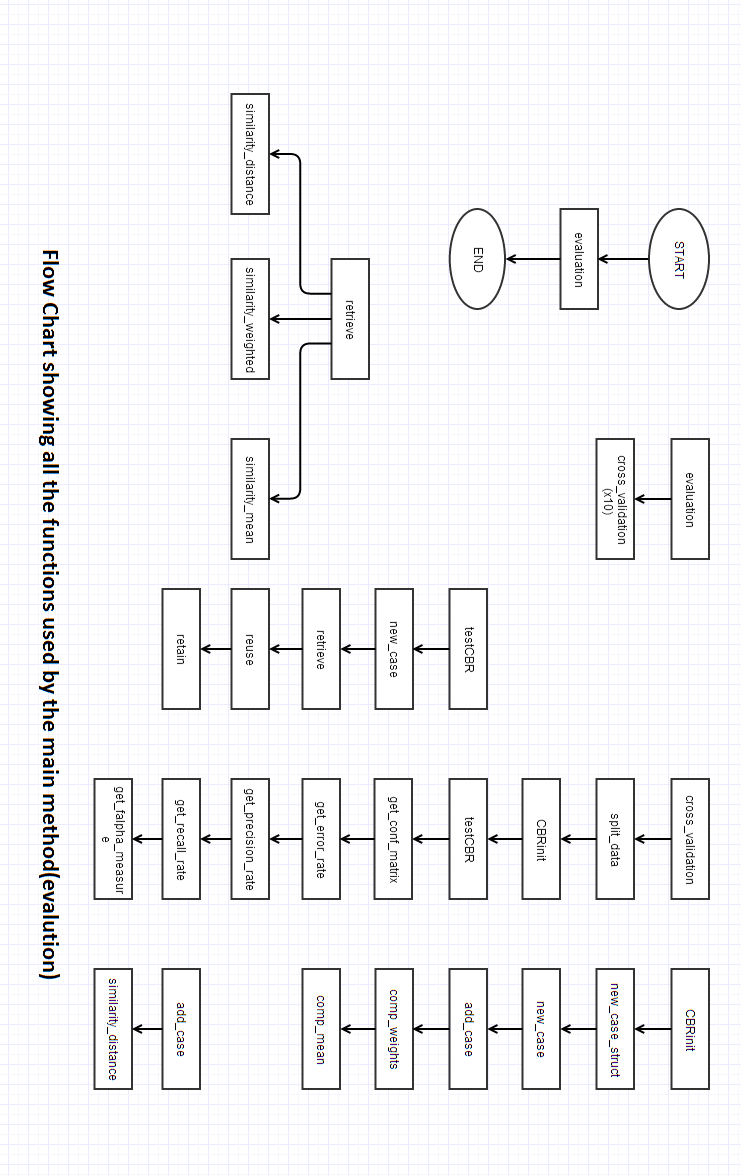 START
evaluation
END
evaluation
cross_validation
(x10)
cross_validation
split_data
CBRinit
testCBR
get_conf_matrix
get_error_rate
get_precision_rate
get_recall_rate
get_falpha_measur
e
CBRinit
new_case_struct
new_case
add_case
comp_weights
comp_mean
testCBR
new_case
retrieve
reuse
retain
add_case
similarity_distance
retrieve
similarity_distance
similarity_weighted
similarity_mean
Flow Chart showing all the functions used by the main method(evalution)